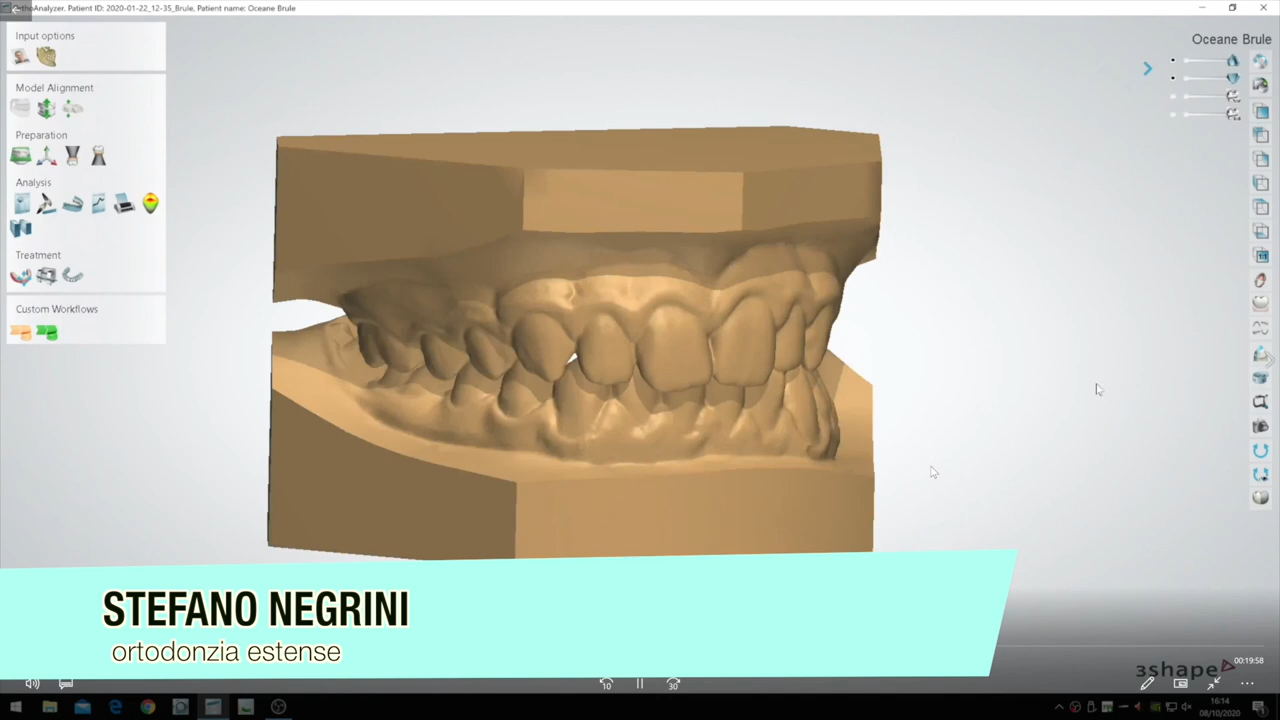 OrthoAnalyzer. Patient ID: 2020-01-22_12-35_Brule, Patient name: Oceane Brule
Input options
Oceane Brule
Model Alignment
Preparation
Analysis
Treatment
Custom Workflows
STEFANO NEGRINI
ortodonzia estense
3shape
00:19:58
10
30
16:14
08/10/2020